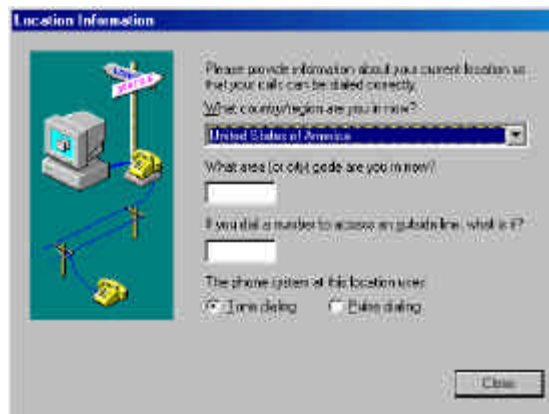 Location Information
Please provide information about your current location so
that your calls can be dialed correctly.
What country/region are you in now?
United States of America
What area (or city) code are you in now?
If you dial a number to access an outside line, what is it?
The phone system at this location uses:
Tone dialing Pulse dialing
Close